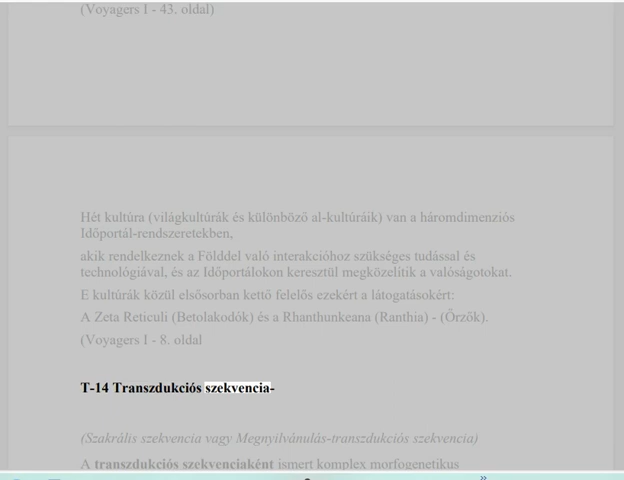 (Voyagers I - 43. oldal)
Hét kultúra (világkultúrák és különböző al-kultúráik) van a háromdimenziós
Időportál-rendszeretekben,
akik rendelkeznek a Földdel való interakcióhoz szükséges tudással és
technológiával, és az Időportálokon keresztül megközelítik a valóságotokat.
E kultúrák közül elsősorban kettő felelős ezekért a látogatásokért:
A Zeta Reticuli (Betolakodók) és a Rhanthunkeana (Ranthia) - (Őrzők).
(Voyagers I - 8. oldal
T-14 Transzdukciós szekvencia-
(Szakrális szekvencia vagy Megnyilvánulás-transzdukciós szekvencia)
A transzdukciós szekvenciaként ismert komplex morfogenetikus